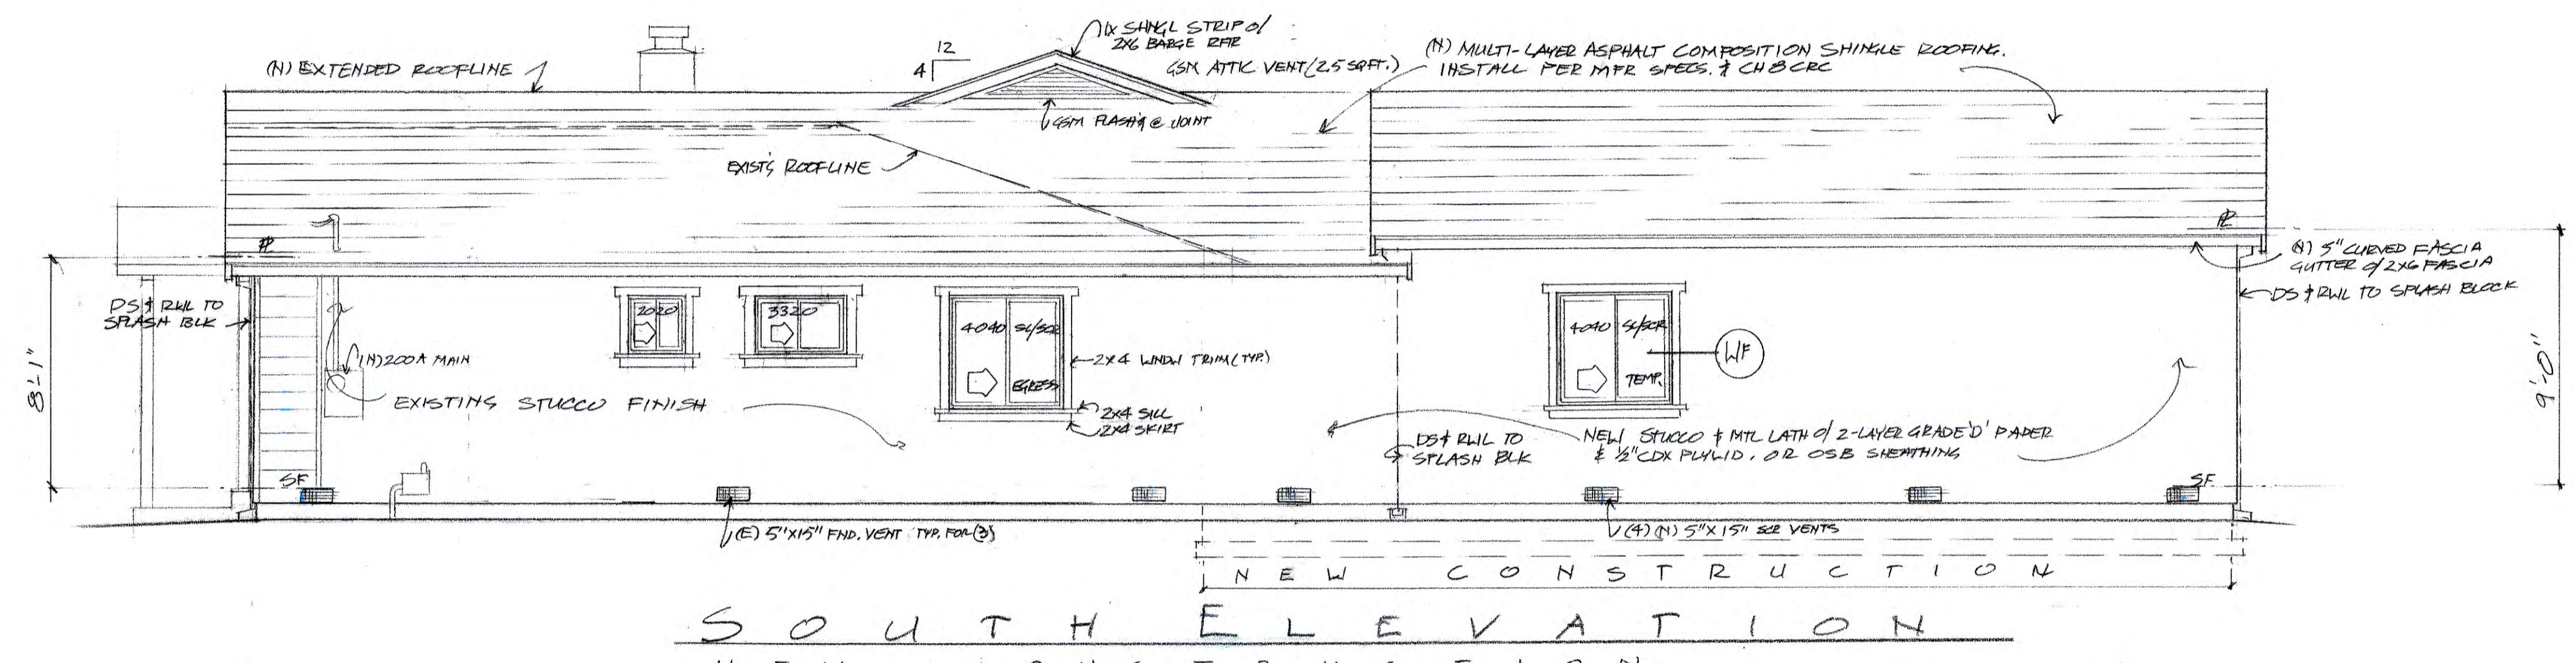 1X SHNGL STRIP O/
2X6 BARGE RFR
12
4
(N) EXTENDED ROOFLINE
GSM ATTIC VENT (2.5 SQ.FT.)
(N) MULTI-LAYER ASPHALT COMPOSITION SHINGLE ROOFING.
INSTALL PER MFR SPECS. & CH 8 CRC
GSM FLASH'G @ JOINT
EXIST'G ROOFLINE
PL
PL
(N) 5" CURVED FASCIA
GUTTER O/ 2X6 FASCIA
DS & RWL TO SPLASH BLOCK
DS & RWL TO
SPLASH BLK
2020
3320
4040 SL/SCR
EGRESS
4040 SL/SCR
TEMP.
WF
(N) 200A MAIN
2X4 WNDW TRIM (TYP.)
8'-1"
9'-0"
EXISTING STUCCO FINISH
2X4 SILL
2X4 SKIRT
DS & RWL TO
SPLASH BLK
NEW STUCCO & MTL LATH O/ 2-LAYER GRADE 'D' PAPER
& 1/2" CDX PLYWD. OR OSB SHEATHING
SF
SF
(E) 5"X15" FND. VENT TYP. FOR (3)
(4) (N) 5"X15" SCR VENTS
NEW CONSTRUCTION
SOUTH ELEVATION